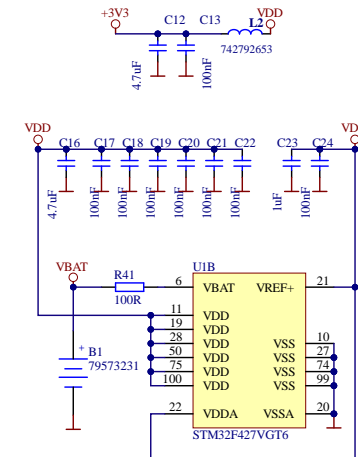 +3V3 C12 C13 L2 VDD
4.7uF 100nF 742792653
VDD C16 C17 C18 C19 C20 C21 C22 C23 C24 VD
4.7uF 100nF 100nF 100nF 100nF 100nF 100nF 1uF 100nF
VBAT R41 100R
U1B
6 VBAT VREF+ 21
11 VDD
19 VDD
28 VDD VSS 10
50 VDD VSS 27
75 VDD VSS 74
100 VDD VSS 99
22 VDDA VSSA 20
STM32F427VGT6
+ B1
79573231